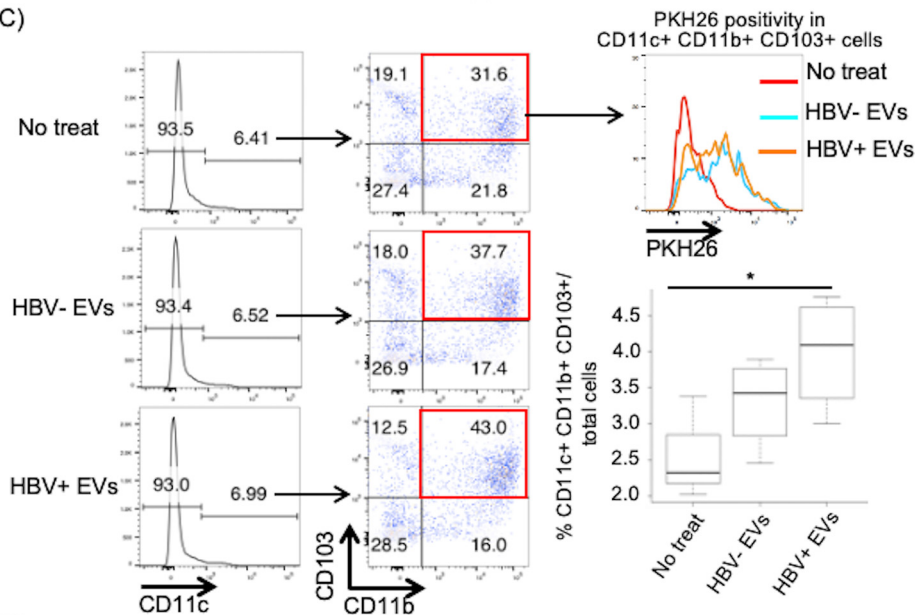 C)
No treat
93.5
6.41
19.1 31.6
27.4 21.8
HBV- EVs
93.4
6.52
18.0 37.7
26.9 17.4
HBV+ EVs
93.0
6.99
12.5 43.0
28.5 16.0
CD11c
CD103
CD11b
PKH26 positivity in
CD11c+ CD11b+ CD103+ cells
No treat
HBV- EVs
HBV+ EVs
PKH26
% CD11c+ CD11b+ CD103+/
total cells
*
4.5
4.0
3.5
3.0
2.5
2.0
No treat
HBV- EVs
HBV+ EVs